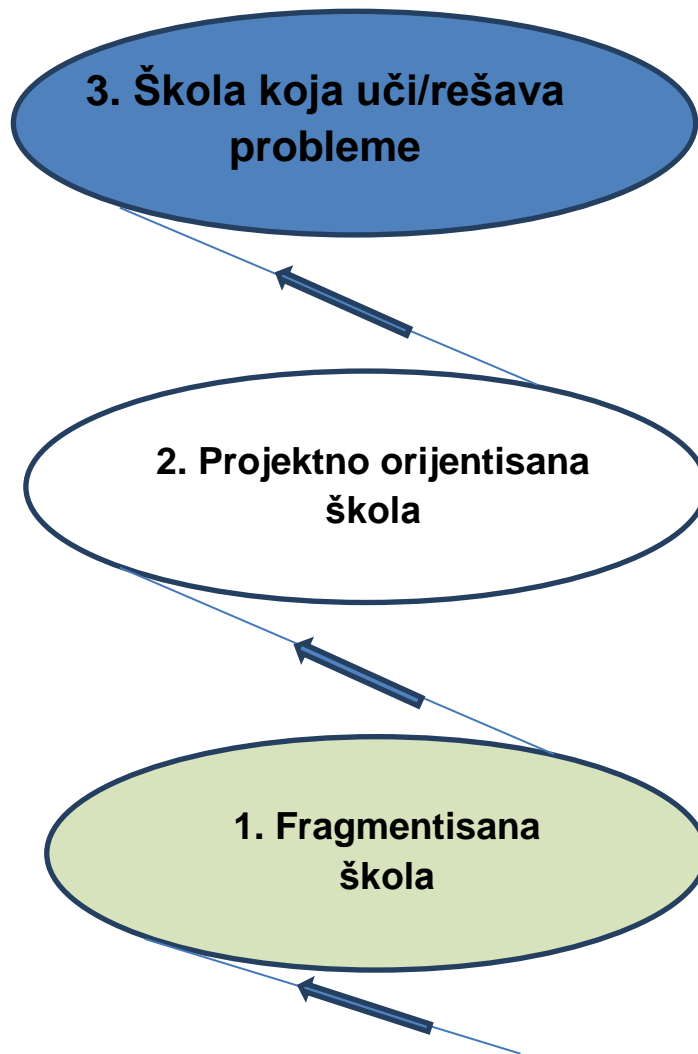 3. Škola koja uči/rešava
probleme
2. Projektno orijentisana
škola
1. Fragmentisana
škola